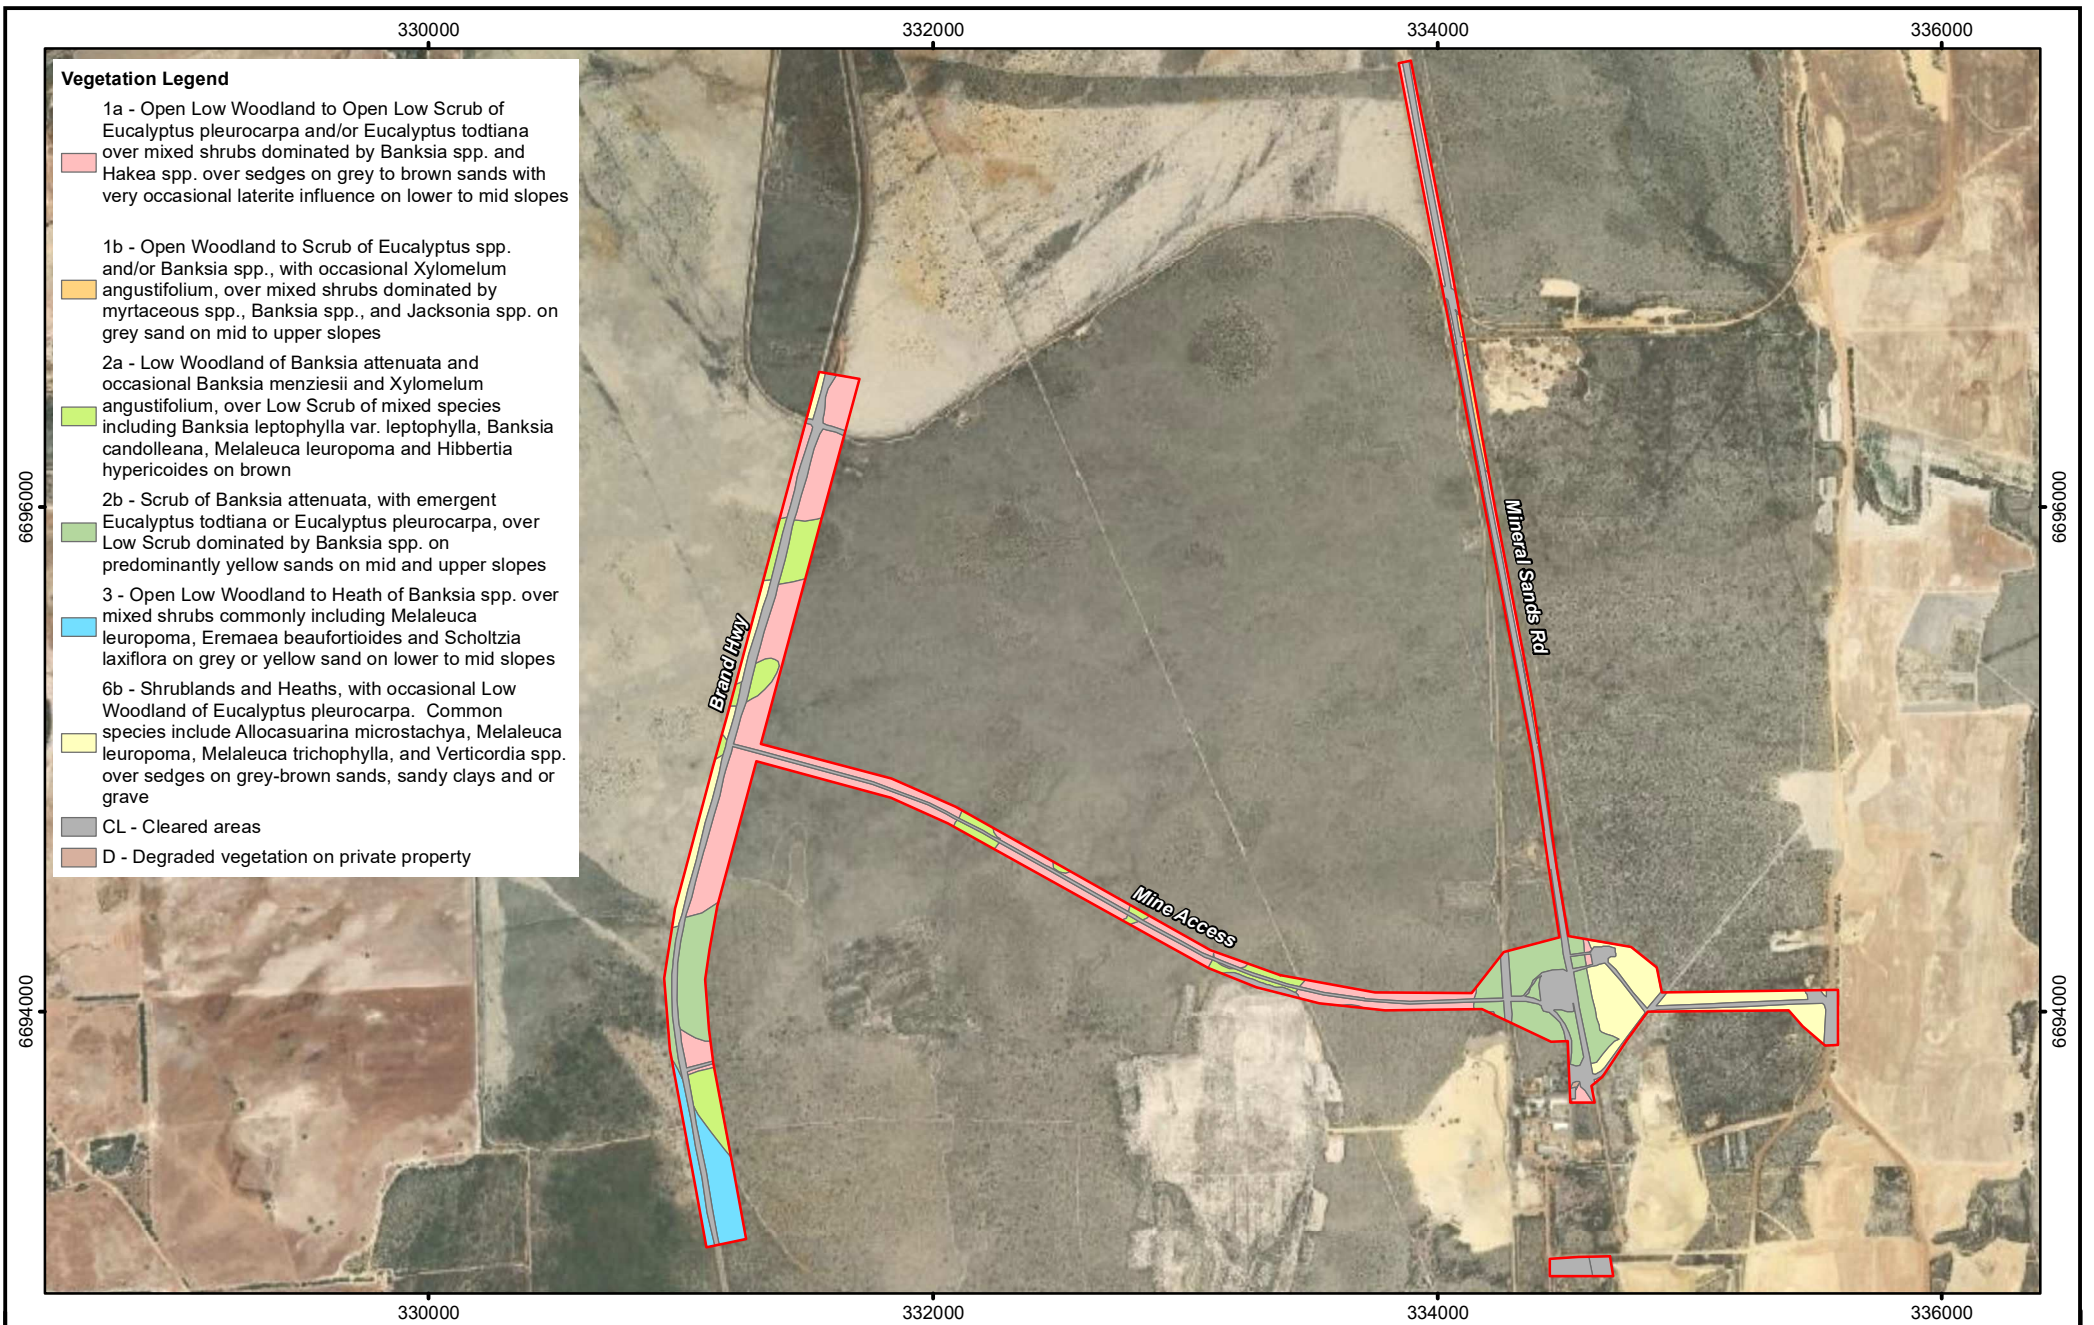 330000
332000
334000
336000
Vegetation Legend
1a - Open Low Woodland to Open Low Scrub of
Eucalyptus pleurocarpa and/or Eucalyptus todtiana
over mixed shrubs dominated by Banksia spp. and
Hakea spp. over sedges on grey to brown sands with
very occasional laterite influence on lower to mid slopes
1b - Open Woodland to Scrub of Eucalyptus spp.
and/or Banksia spp., with occasional Xylomelum
angustifolium, over mixed shrubs dominated by
myrtaceous spp., Banksia spp., and Jacksonia spp. on
grey sand on mid to upper slopes
2a - Low Woodland of Banksia attenuata and
occasional Banksia menziesii and Xylomelum
angustifolium, over Low Scrub of mixed species
including Banksia leptophylla var. leptophylla, Banksia
candolleana, Melaleuca leuropoma and Hibbertia
hypericoides on brown
2b - Scrub of Banksia attenuata, with emergent
Eucalyptus todtiana or Eucalyptus pleurocarpa, over
Low Scrub dominated by Banksia spp. on
predominantly yellow sands on mid and upper slopes
3 - Open Low Woodland to Heath of Banksia spp. over
mixed shrubs commonly including Melaleuca
leuropoma, Eremaea beaufortioides and Scholtzia
laxiflora on grey or yellow sand on lower to mid slopes
6b - Shrublands and Heaths, with occasional Low
Woodland of Eucalyptus pleurocarpa.  Common
species include Allocasuarina microstachya, Melaleuca
leuropoma, Melaleuca trichophylla, and Verticordia spp.
over sedges on grey-brown sands, sandy clays and or
grave
CL - Cleared areas
D - Degraded vegetation on private property
6696000
6696000
Mineral Sands Rd
Brand Hwy
Mine Access
6694000
6694000
330000
332000
334000
336000